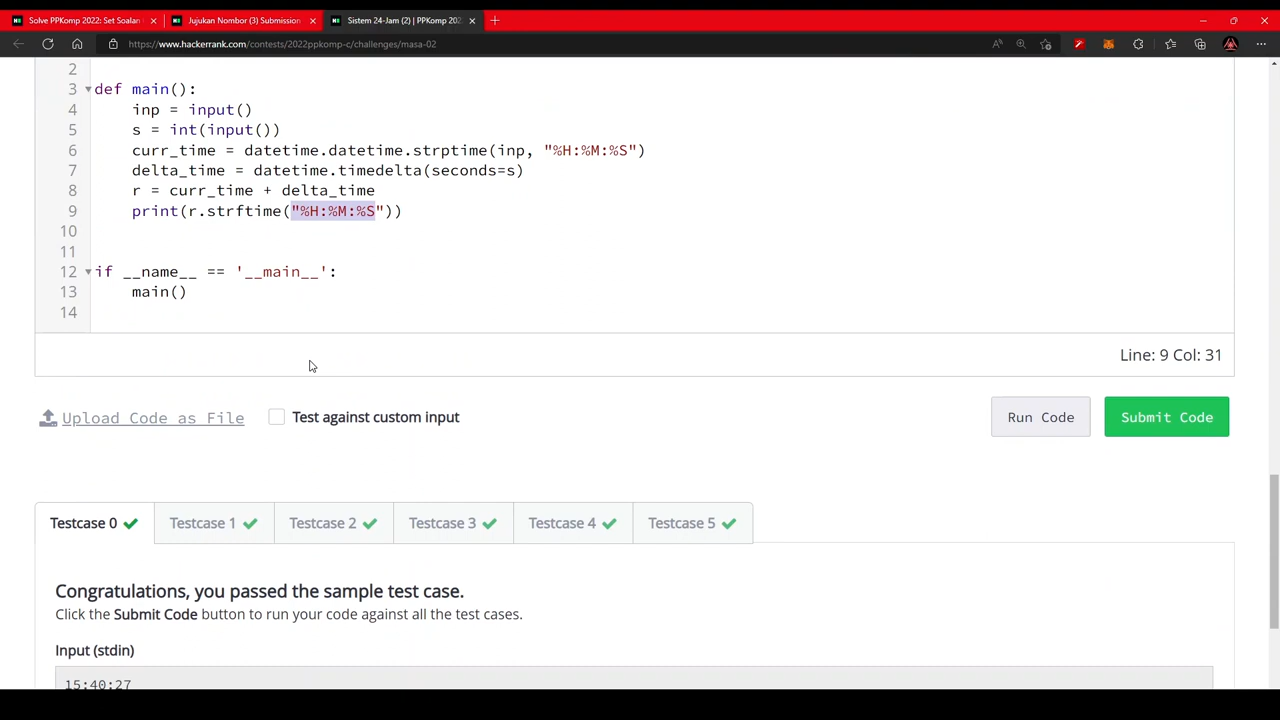 Solve PPKomp 2022: Set Soalan
Jujukan Nombor (3) Submission
Sistem 24-Jam (2) | PPKomp 202
https://www.hackerrank.com/contests/2022ppkomp-c/challenges/masa-02
2
3 def main():
4 inp = input()
5 s = int(input())
6 curr_time = datetime.datetime.strptime(inp, "%H:%M:%S")
7 delta_time = datetime.timedelta(seconds=s)
8 r = curr_time + delta_time
9 print(r.strftime("%H:%M:%S"))
10
11
12 if __name__ == '__main__':
13 main()
14
Line: 9 Col: 31
Upload Code as File
Test against custom input
Run Code
Submit Code
Testcase 0
Testcase 1
Testcase 2
Testcase 3
Testcase 4
Testcase 5
Congratulations, you passed the sample test case.
Click the Submit Code button to run your code against all the test cases.
Input (stdin)
15:40:27